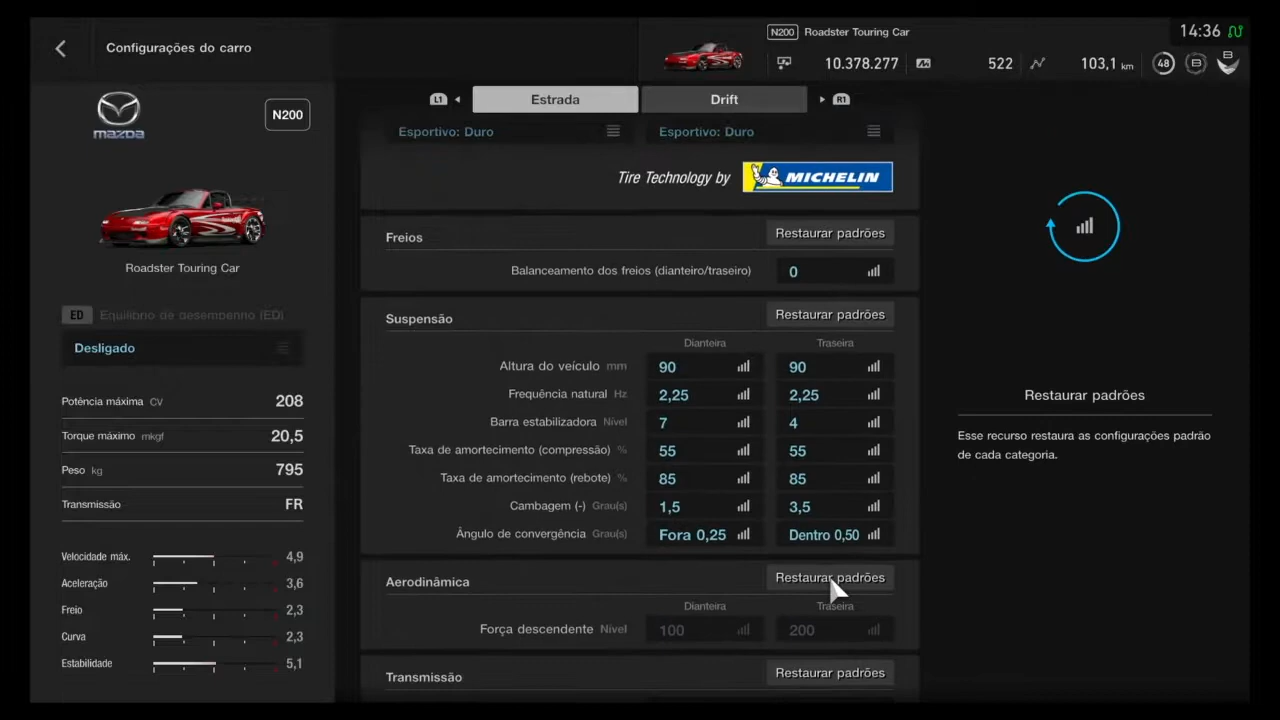 Configurações do carro
N200 Roadster Touring Car
14:36
10.378.277
522
103,1 km
48
B
B
mazda
N200
Roadster Touring Car
ED Equilíbrio de desempenho (ED)
Desligado
Potência máxima CV 208
Torque máximo mkgf 20,5
Peso kg 795
Transmissão FR
Velocidade máx. 4,9
Aceleração 3,6
Freio 2,3
Curva 2,3
Estabilidade 5,1
L1 Estrada Drift R1
Esportivo: Duro Esportivo: Duro
Tire Technology by MICHELIN
Freios Restaurar padrões
Balanceamento dos freios (dianteiro/traseiro) 0
Suspensão Restaurar padrões
Dianteira Traseira
Altura do veículo mm 90 90
Frequência natural Hz 2,25 2,25
Barra estabilizadora Nível 7 4
Taxa de amortecimento (compressão) % 55 55
Taxa de amortecimento (rebote) % 85 85
Cambagem (-) Grau(s) 1,5 3,5
Ângulo de convergência Grau(s) Fora 0,25 Dentro 0,50
Aerodinâmica Restaurar padrões
Dianteira Traseira
Força descendente Nível 100 200
Transmissão Restaurar padrões
Restaurar padrões
Esse recurso restaura as configurações padrão
de cada categoria.